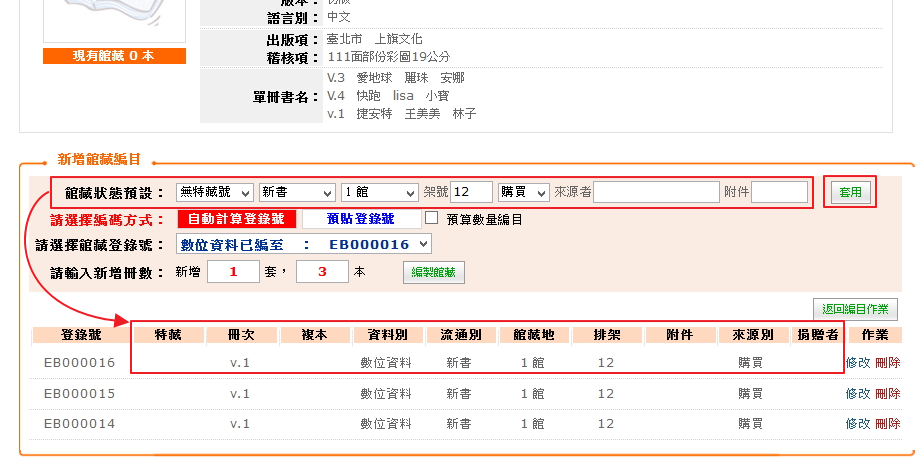 版本：初版
語言別：中文
現有館藏 0 本
出版項：臺北市　上旗文化
稽核項：111面部份彩圖19公分
單冊書名：
V.3　愛地球　麗珠　安娜
V.4　快跑　lisa　小寶
v.1　捷安特　王美美　林子
新增館藏編目
館藏狀態預設：無特藏號 新書 1 館 架號 12 購買 來源者 附件 套用
請選擇編碼方式：自動計算登錄號 預貼登錄號 預算數量編目
請選擇館藏登錄號：數位資料已編至　：　EB000016
請輸入新增冊數：新增 1 套， 3 本 編製館藏
返回編目作業
登錄號 特藏 冊次 複本 資料別 流通別 館藏地 排架 附件 來源別 捐贈者 作業
EB000016 v.1 數位資料 新書 1 館 12 購買 修改 刪除
EB000015 v.1 數位資料 新書 1 館 12 購買 修改 刪除
EB000014 v.1 數位資料 新書 1 館 12 購買 修改 刪除